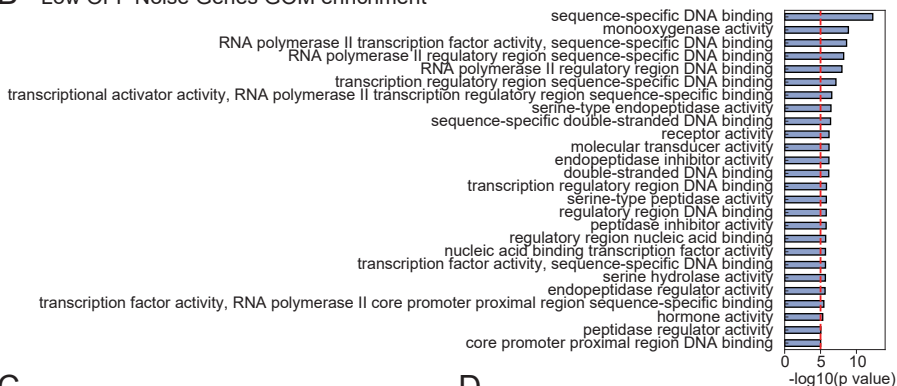 sequence-specific DNA binding
monooxygenase activity
RNA polymerase II transcription factor activity, sequence-specific DNA binding
RNA polymerase II regulatory region sequence-specific DNA binding
RNA polymerase II regulatory region DNA binding
transcription regulatory region sequence-specific DNA binding
transcriptional activator activity, RNA polymerase II transcription regulatory region sequence-specific binding
serine-type endopeptidase activity
sequence-specific double-stranded DNA binding
receptor activity
molecular transducer activity
endopeptidase inhibitor activity
double-stranded DNA binding
transcription regulatory region DNA binding
serine-type peptidase activity
regulatory region DNA binding
peptidase inhibitor activity
regulatory region nucleic acid binding
nucleic acid binding transcription factor activity
transcription factor activity, sequence-specific DNA binding
serine hydrolase activity
endopeptidase regulator activity
transcription factor activity, RNA polymerase II core promoter proximal region sequence-specific binding
hormone activity
peptidase regulator activity
core promoter proximal region DNA binding
0 5 10
-log10(p value)